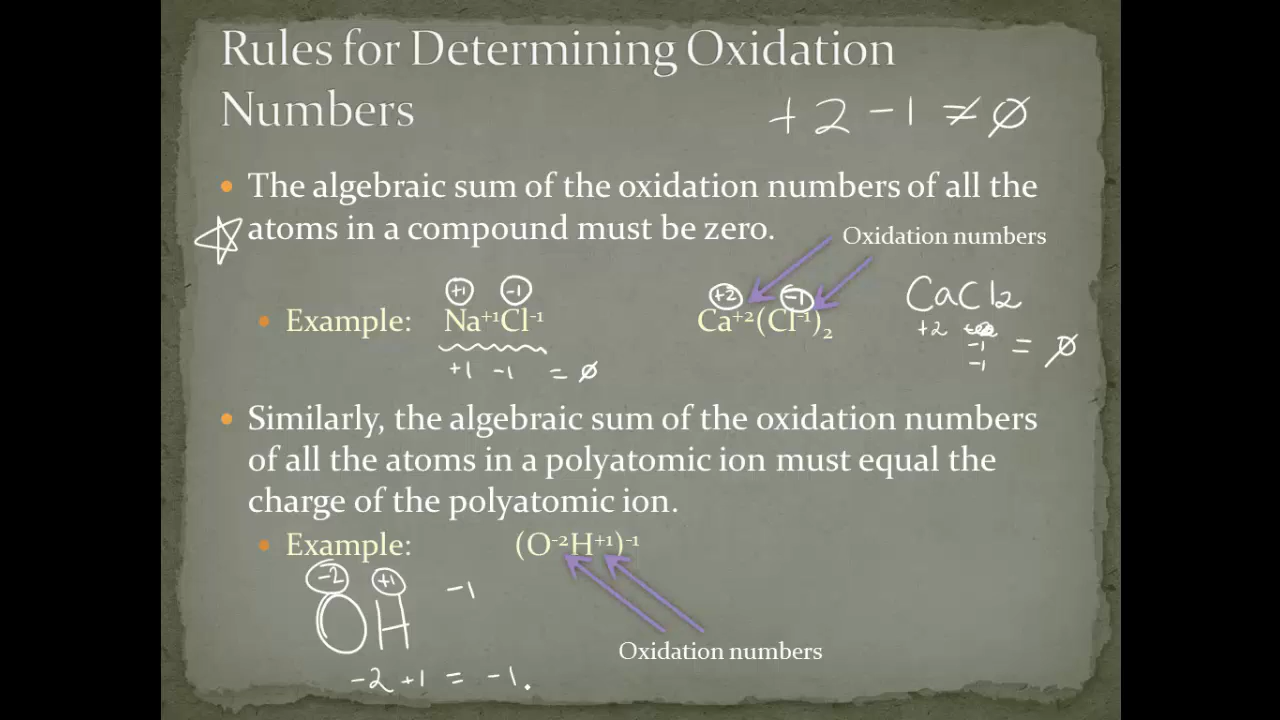 Rules for Determining Oxidation
Numbers
+2 -1 ≠ 0
• The algebraic sum of the oxidation numbers of all the
atoms in a compound must be zero.
Oxidation numbers
+1 -1
+2 -1
CaCl2
• Example: Na⁺¹Cl⁻¹
Ca⁺²(Cl⁻¹)₂
+2
-1
-1
= 0
+1 -1 = 0
• Similarly, the algebraic sum of the oxidation numbers
of all the atoms in a polyatomic ion must equal the
charge of the polyatomic ion.
• Example: (O⁻²H⁺¹)⁻¹
-2 +1
OH -1
Oxidation numbers
-2 +1 = -1.